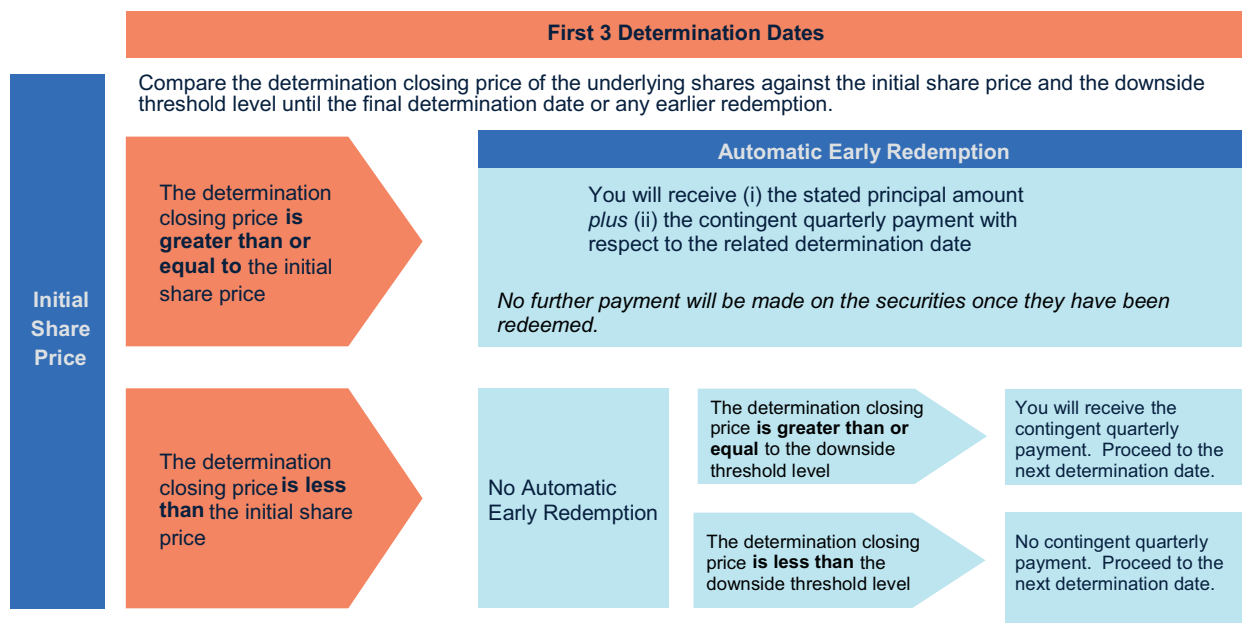 First 3 Determination Dates
Compare the determination closing price of the underlying shares against the initial share price and the downside
threshold level until the final determination date or any earlier redemption.
Initial
Share
Price
The determination
closing price is
greater than or
equal to the initial
share price
Automatic Early Redemption
You will receive (i) the stated principal amount
plus (ii) the contingent quarterly payment with
respect to the related determination date
No further payment will be made on the securities once they have been
redeemed.
The determination
closing price is less
than the initial share
price
No Automatic
Early Redemption
The determination closing
price is greater than or
equal to the downside
threshold level
You will receive the
contingent quarterly
payment.  Proceed to the
next determination date.
The determination closing
price is less than the
downside threshold level
No contingent quarterly
payment.  Proceed to the
next determination date.